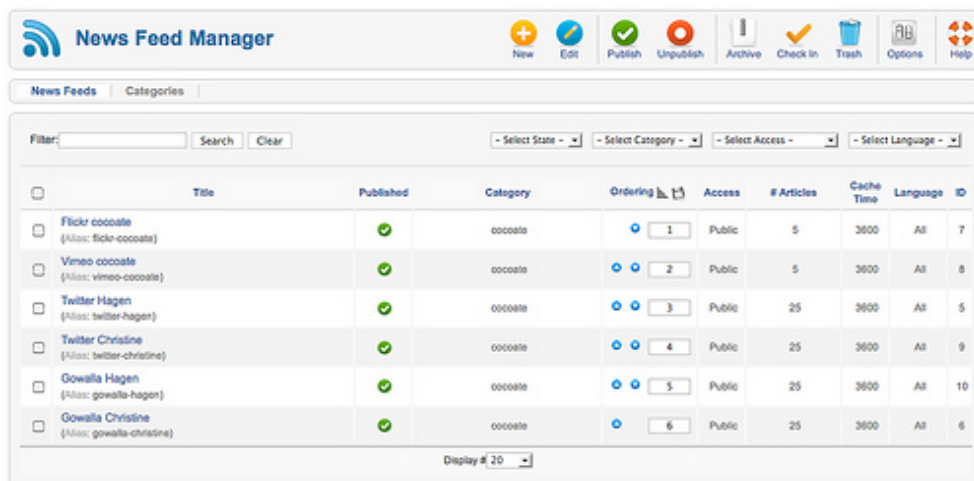 News Feed Manager
New Edit Publish Unpublish Archive Check In Trash Options Help
News Feeds Categories
Filter: Search Clear - Select State - - Select Category - - Select Access - - Select Language -
Title Published Category Ordering Access # Articles Cache Time Language ID
Flickr cocoate
(Alias: flickr-cocoate)
cocoate 1 Public 5 3600 All 7
Vimeo cocoate
(Alias: vimeo-cocoate)
cocoate 2 Public 5 3600 All 8
Twitter Hagen
(Alias: twitter-hagen)
cocoate 3 Public 25 3600 All 5
Twitter Christine
(Alias: twitter-christine)
cocoate 4 Public 25 3600 All 9
Gowalla Hagen
(Alias: gowalla-hagen)
cocoate 5 Public 25 3600 All 10
Gowalla Christine
(Alias: gowalla-christine)
cocoate 6 Public 25 3600 All 6
Display # 20